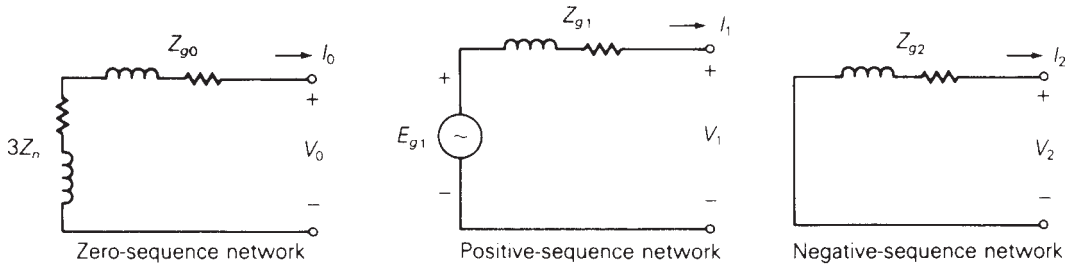 Z_g0
I_0
3Z_n
+
V_0
−
Zero-sequence network
Z_g1
I_1
+
E_g1
~
−
+
V_1
−
Positive-sequence network
Z_g2
I_2
+
V_2
−
Negative-sequence network